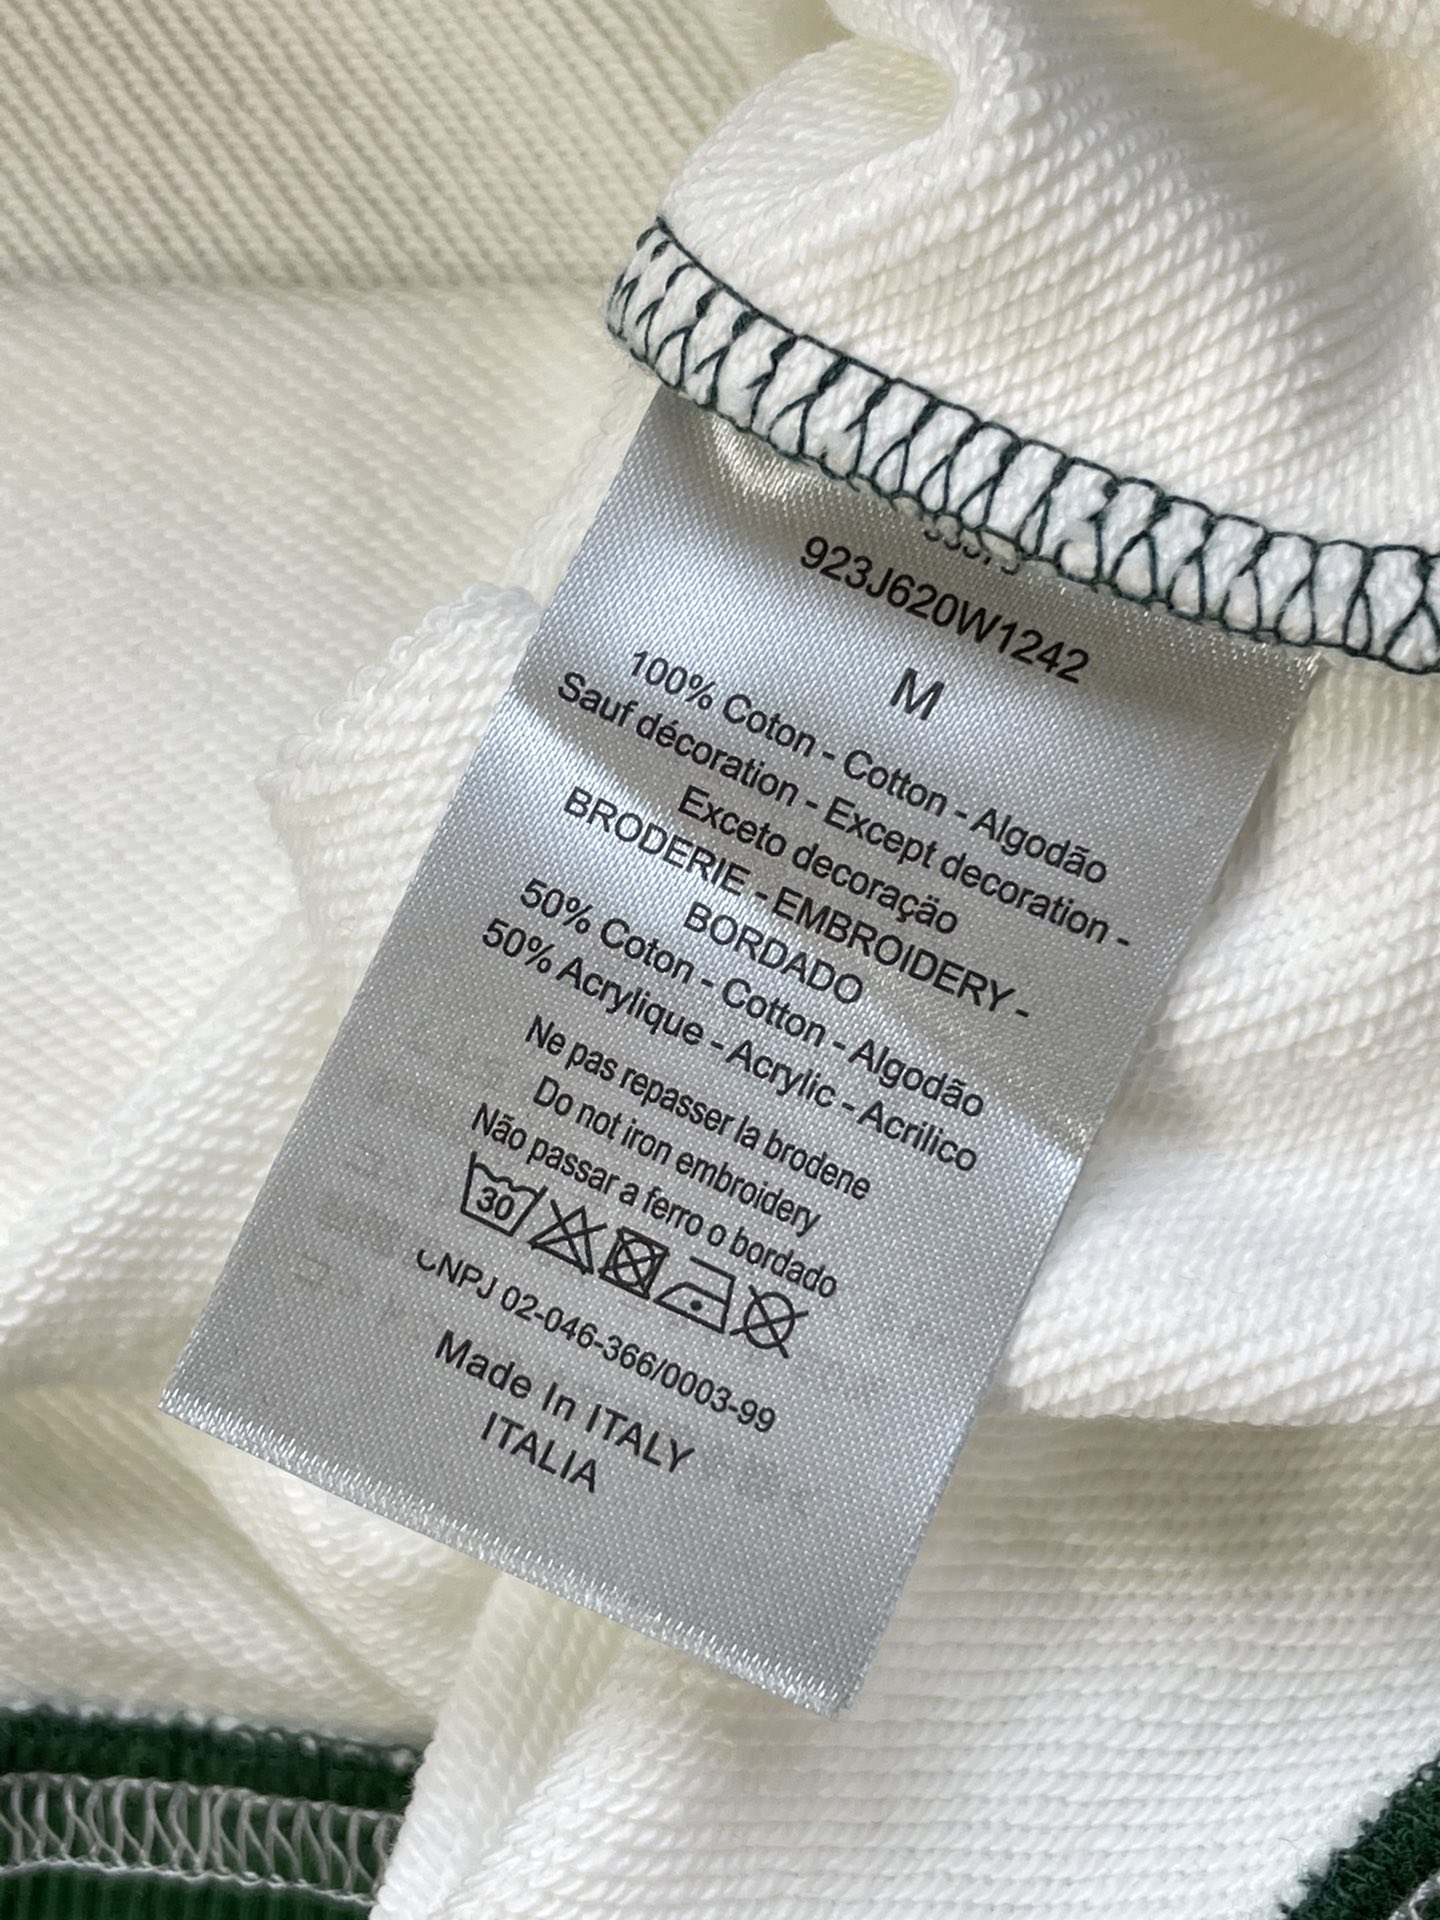 923J620W1242
M
100% Coton - Cotton - Algodão
Sauf décoration - Except decoration -
Exceto decoração
BRODERIE - EMBROIDERY -
BORDADO
50% Coton - Cotton - Algodão
50% Acrylique - Acrylic - Acrilico
Ne pas repasser la brodene
Do not iron embroidery
Não passar a ferro o bordado
30
CNPJ 02-046-366/0003-99
Made In ITALY
ITALIA